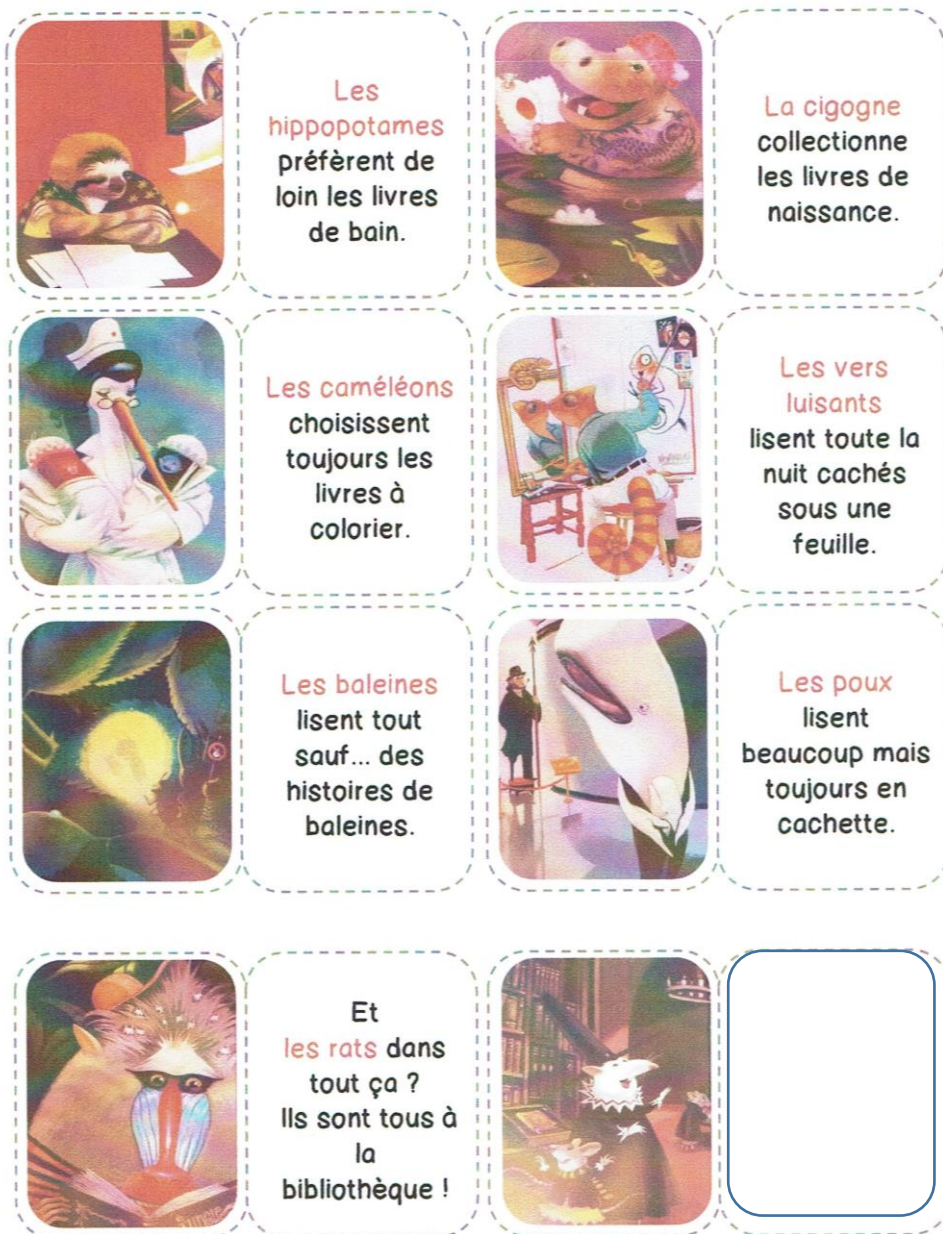 Les
hippopotames
préfèrent de
loin les livres
de bain.
La cigogne
collectionne
les livres de
naissance.
Les caméléons
choisissent
toujours les
livres à
colorier.
Les vers
luisants
lisent toute la
nuit cachés
sous une
feuille.
Les baleines
lisent tout
sauf... des
histoires de
baleines.
Les poux
lisent
beaucoup mais
toujours en
cachette.
Et
les rats dans
tout ça ?
Ils sont tous à
la
bibliothèque !